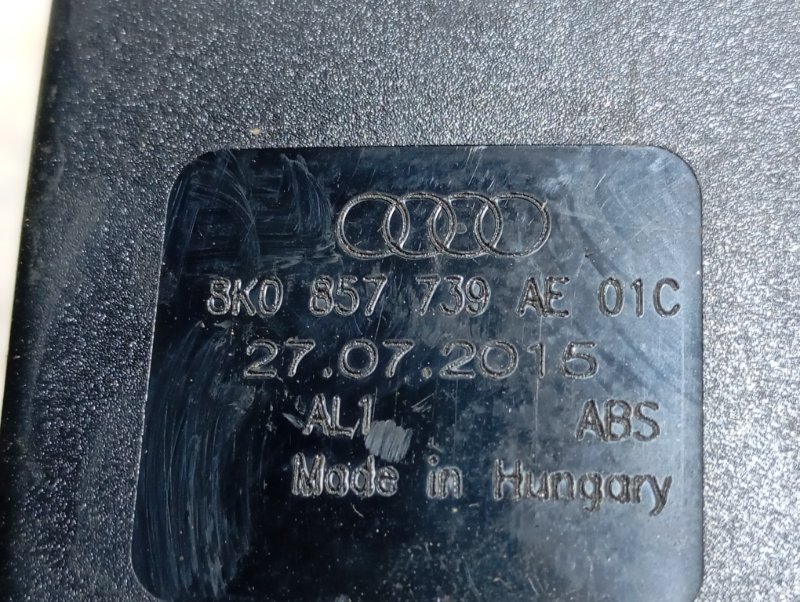 8K0 857 739 AE 01C
27.07.2015
AL1 ABS
Made in Hungary